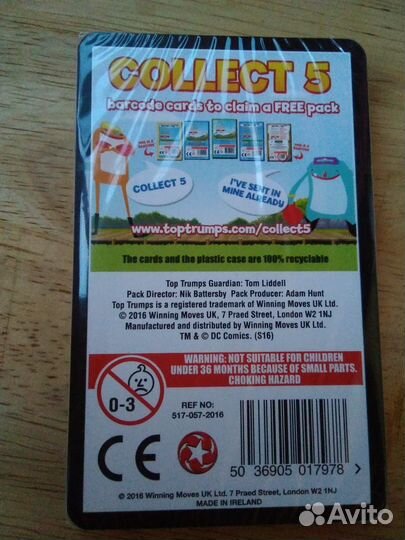 COLLECT 5
barcode cards to claim a FREE pack
COLLECT 5
I'VE SENT IN
MINE ALREADY
www.toptrumps.com/collect5
The cards and the plastic case are 100% recyclable
Top Trumps Guardian: Tom Liddell
Pack Director: Nik Battersby Pack Producer: Adam Hunt
Top Trumps is a registered trademark of Winning Moves UK Ltd.
© 2016 Winning Moves UK Ltd, 7 Praed Street, London W2 1NJ
Manufactured and distributed by Winning Moves UK Ltd.
TM & © DC Comics. (S16)
WARNING: NOT SUITABLE FOR CHILDREN
UNDER 36 MONTHS BECAUSE OF SMALL PARTS.
CHOKING HAZARD
0-3
REF NO:
517-057-2016
CE
50 36905 017978 >
© 2016 Winning Moves UK Ltd. 7 Praed Street, London W2 1NJ
MADE IN IRELAND
Avito